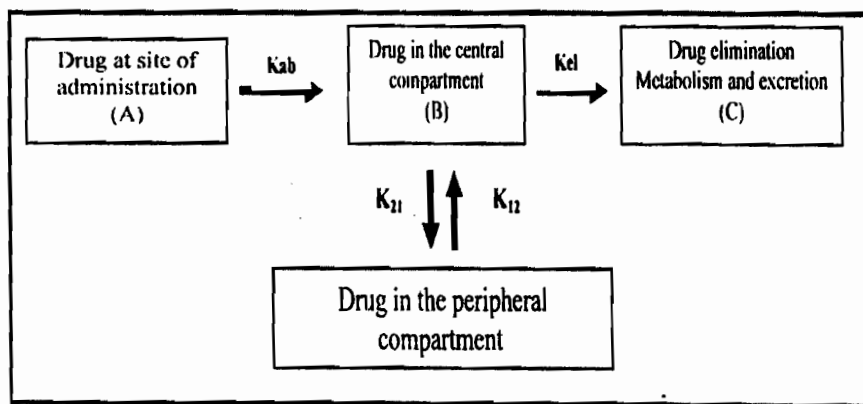 Drug at site of
administration
(A)
Kab
Drug in the central
compartment
(B)
Kel
Drug elimination
Metabolism and excretion
(C)
K₂₁
K₁₂
Drug in the peripheral
compartment